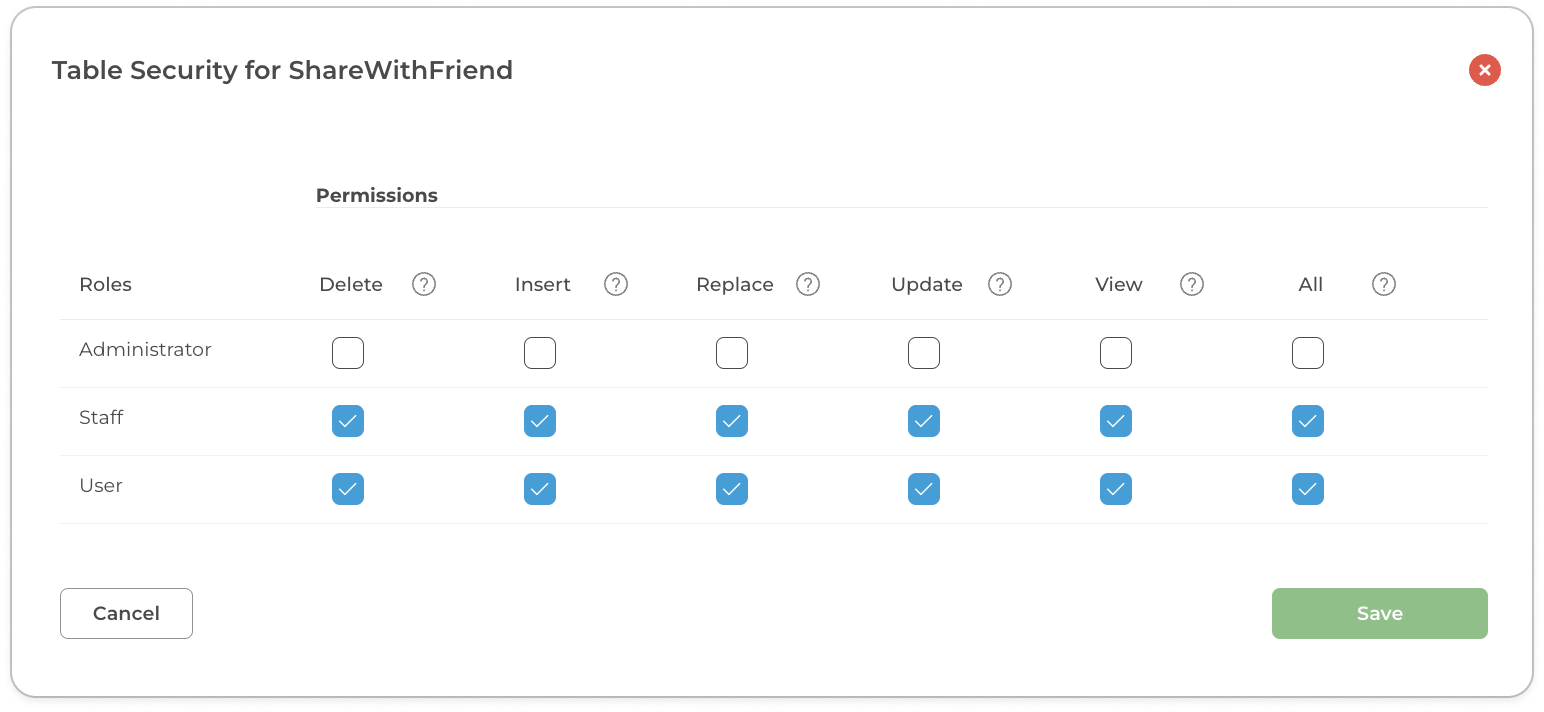 Table Security for ShareWithFriend
Permissions
Roles Delete ? Insert ? Replace ? Update ? View ? All ?
Administrator
Staff
User
Cancel Save